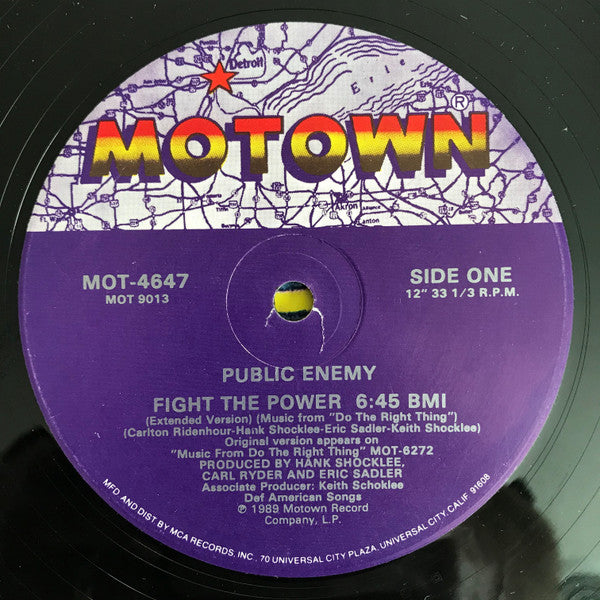 Detroit
Erie
Erie
MOTOWN®
Akron
Alliance
Canton
MOT-4647
MOT 9013
SIDE ONE
12" 33 1/3 R.P.M.
PUBLIC ENEMY
FIGHT THE POWER 6:45 BMI
(Extended Version) (Music from "Do The Right Thing")
(Carlton Ridenhour-Hank Shocklee-Eric Sadler-Keith Shocklee)
Original version appears on
"Music From Do The Right Thing" MOT-6272
PRODUCED BY HANK SHOCKLEE,
CARL RYDER AND ERIC SADLER
Associate Producer: Keith Schoklee
Def American Songs
℗ 1989 Motown Record
Company, L.P.
MFD. AND DIST. BY MCA RECORDS, INC., 70 UNIVERSAL CITY PLAZA, UNIVERSAL CITY, CALIF. 91608